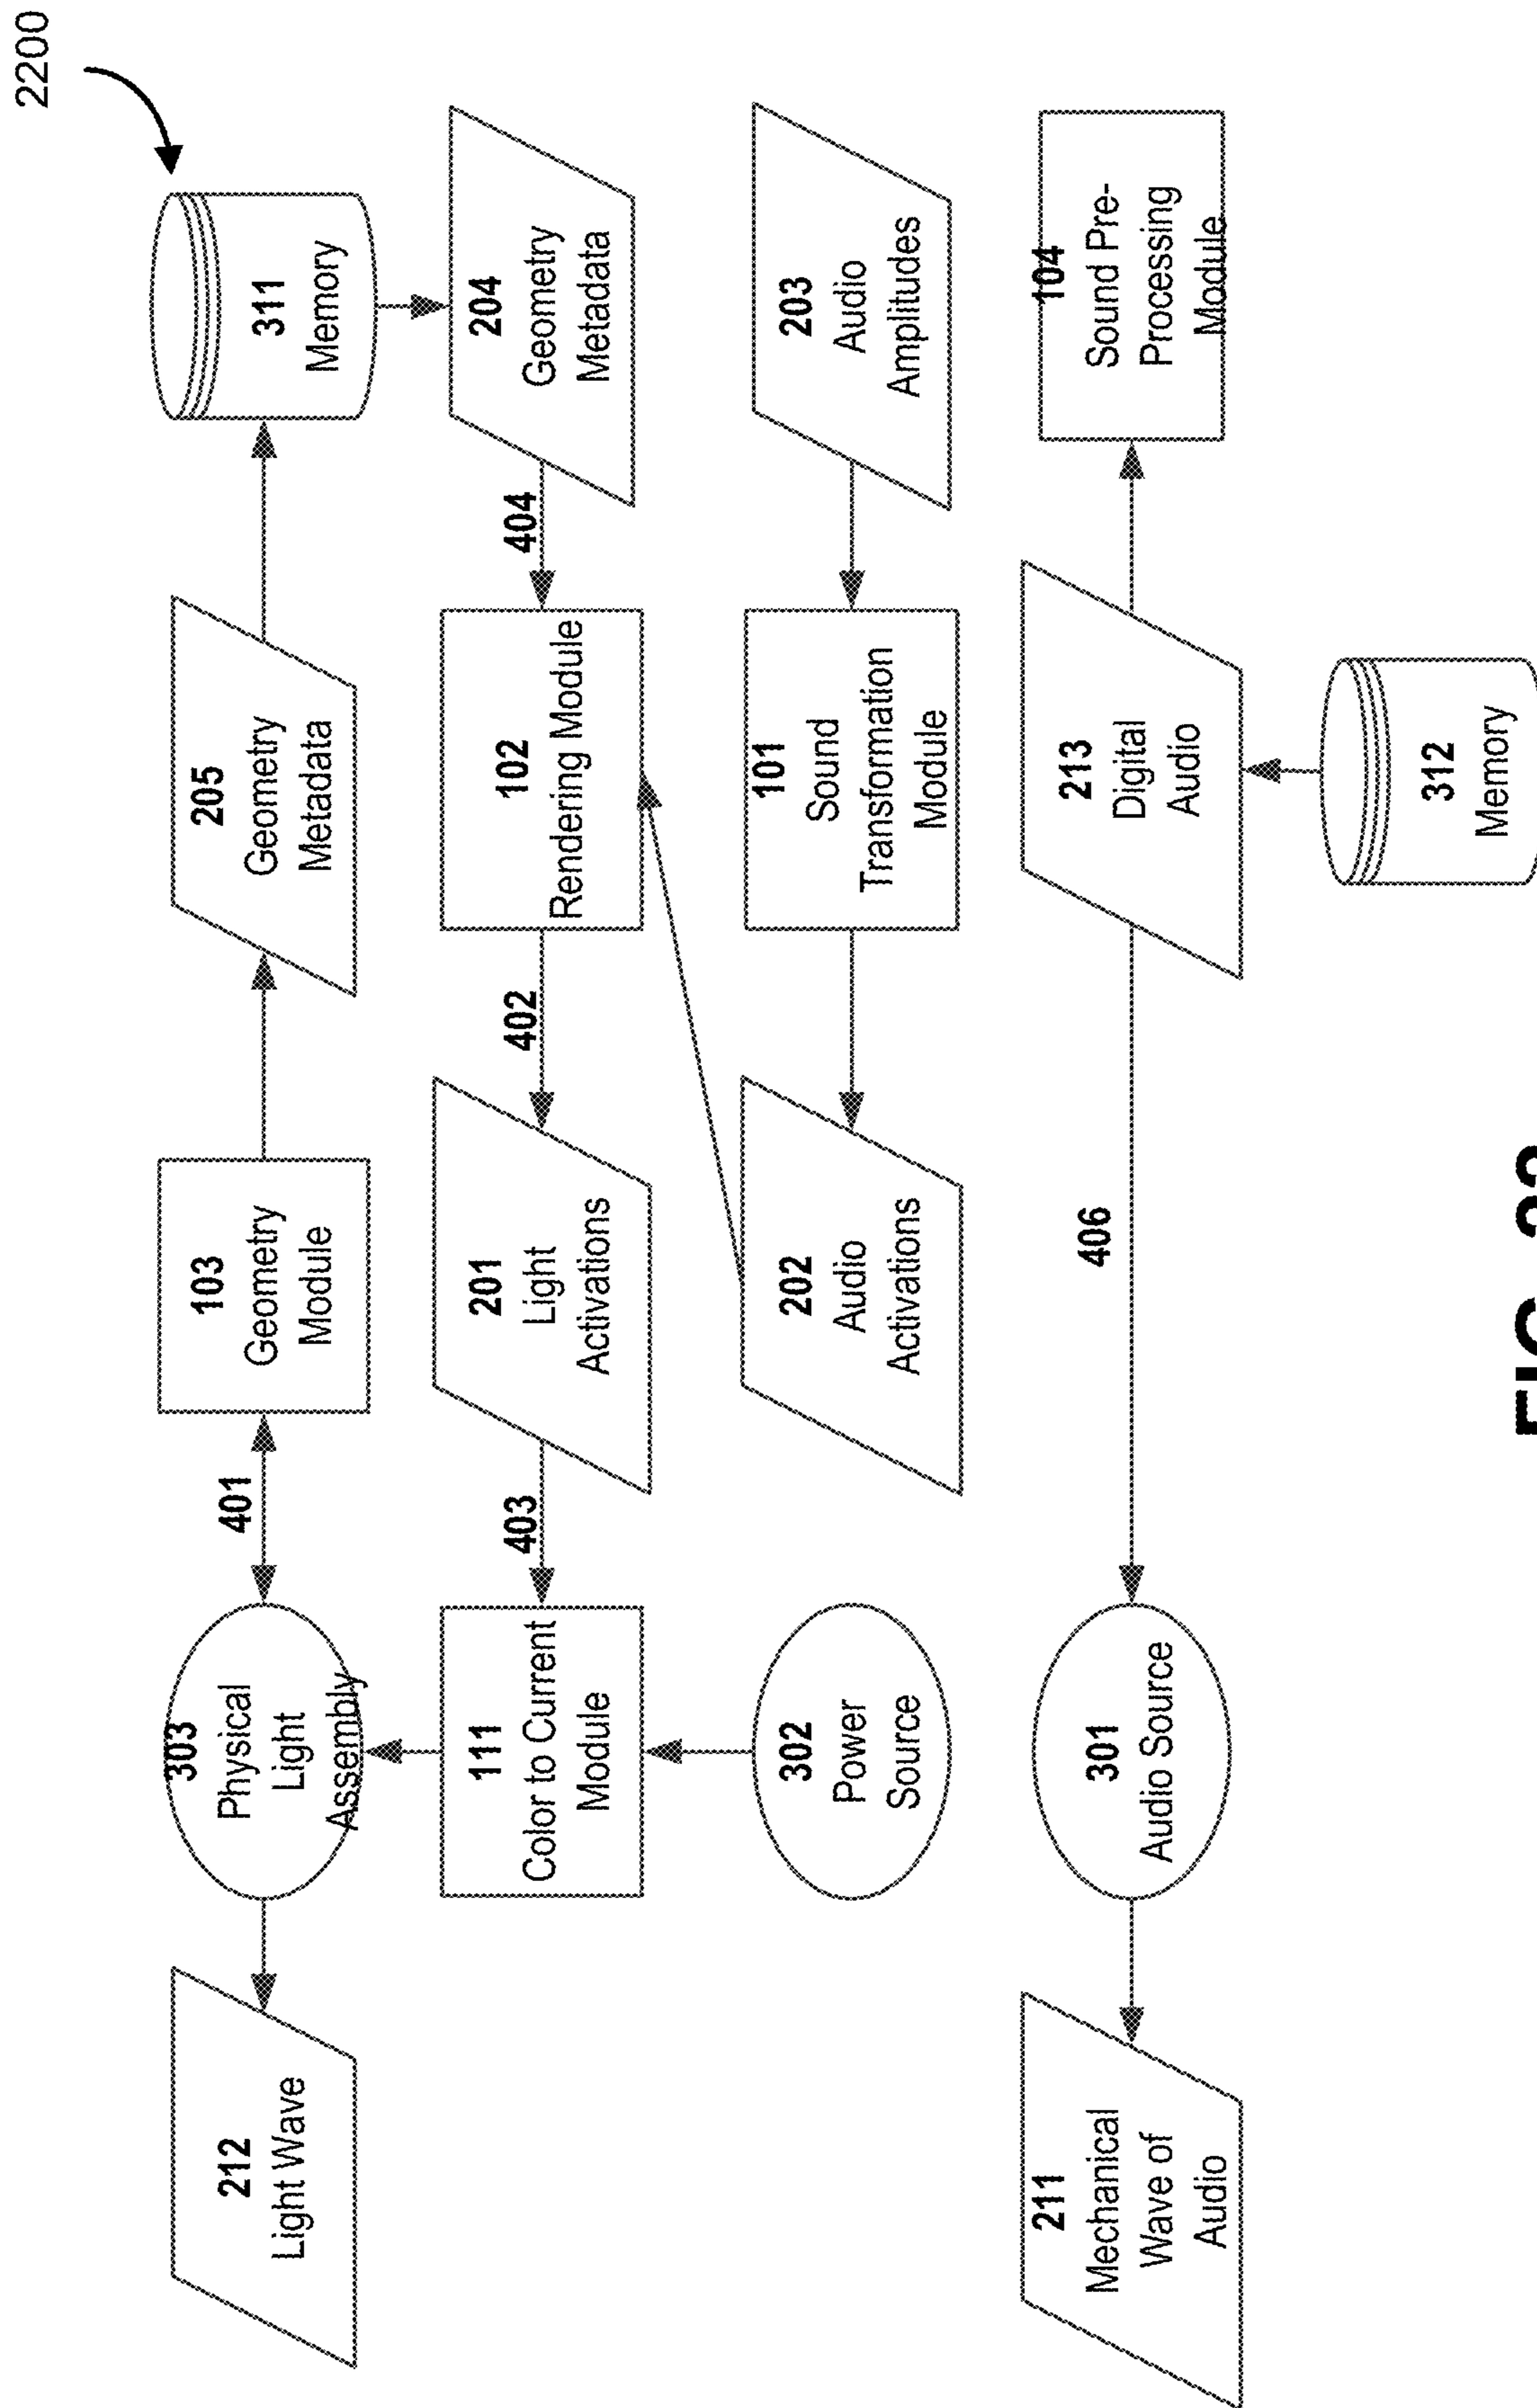 2200
212
Light Wave
303
Physical
Light
Assembly
401
103
Geometry
Module
205
Geometry
Metadata
311
Memory
111
Color to Current
Module
403
201
Light
Activations
402
102
Rendering Module
404
204
Geometry
Metadata
302
Power
Source
202
Audio
Activations
101
Sound
Transformation
Module
203
Audio
Amplitudes
211
Mechanical
Wave of
Audio
301
Audio Source
406
213
Digital
Audio
104
Sound Pre-
Processing
Module
312
Memory
FIG. 22